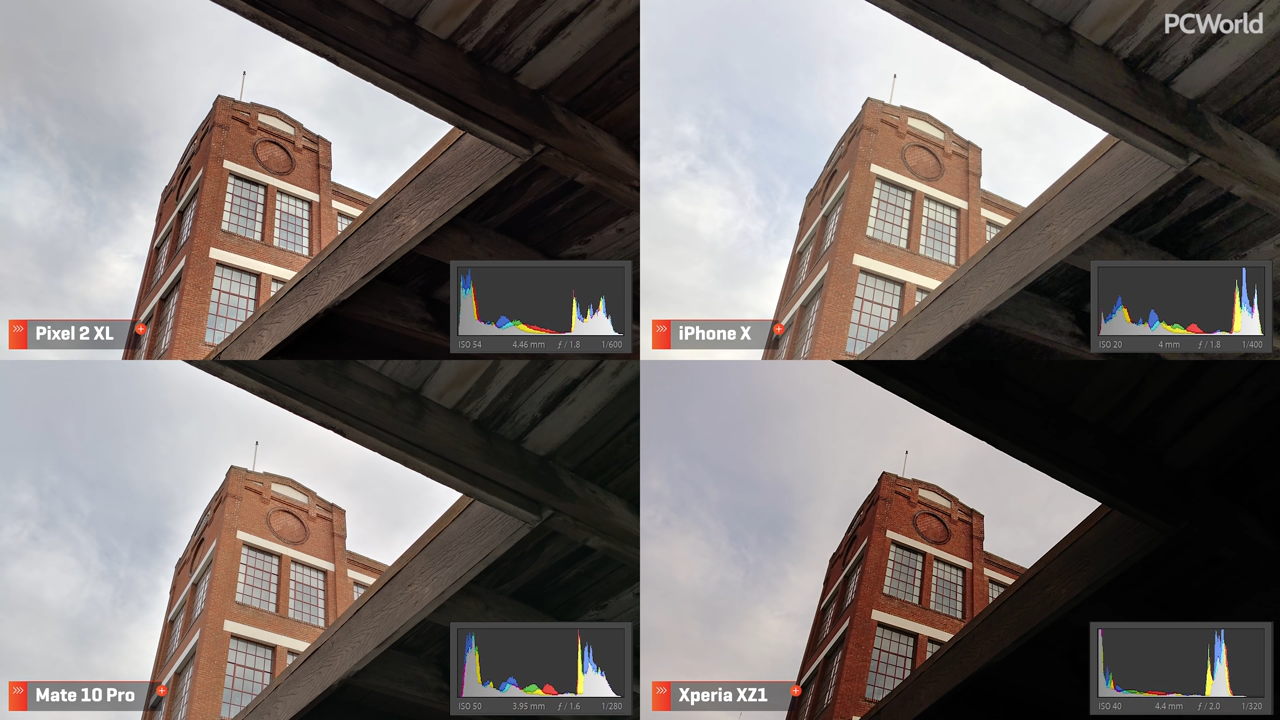 PCWorld
Pixel 2 XL
ISO 54 4.46 mm ƒ / 1.8 1/600
iPhone X
ISO 20 4 mm ƒ / 1.8 1/400
Mate 10 Pro
ISO 50 3.95 mm ƒ / 1.6 1/280
Xperia XZ1
ISO 40 4.4 mm ƒ / 2.0 1/320